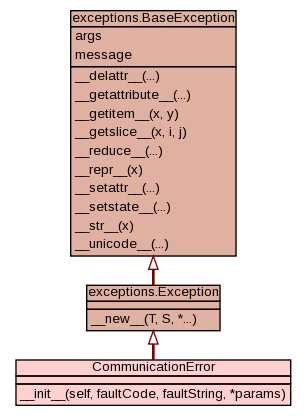 exceptions.BaseException
args
message
__delattr__(...)
__getattribute__(...)
__getitem__(x, y)
__getslice__(x, i, j)
__reduce__(...)
__repr__(x)
__setattr__(...)
__setstate__(...)
__str__(x)
__unicode__(...)
exceptions.Exception
__new__(T, S, *...)
CommunicationError
__init__(self, faultCode, faultString, *params)